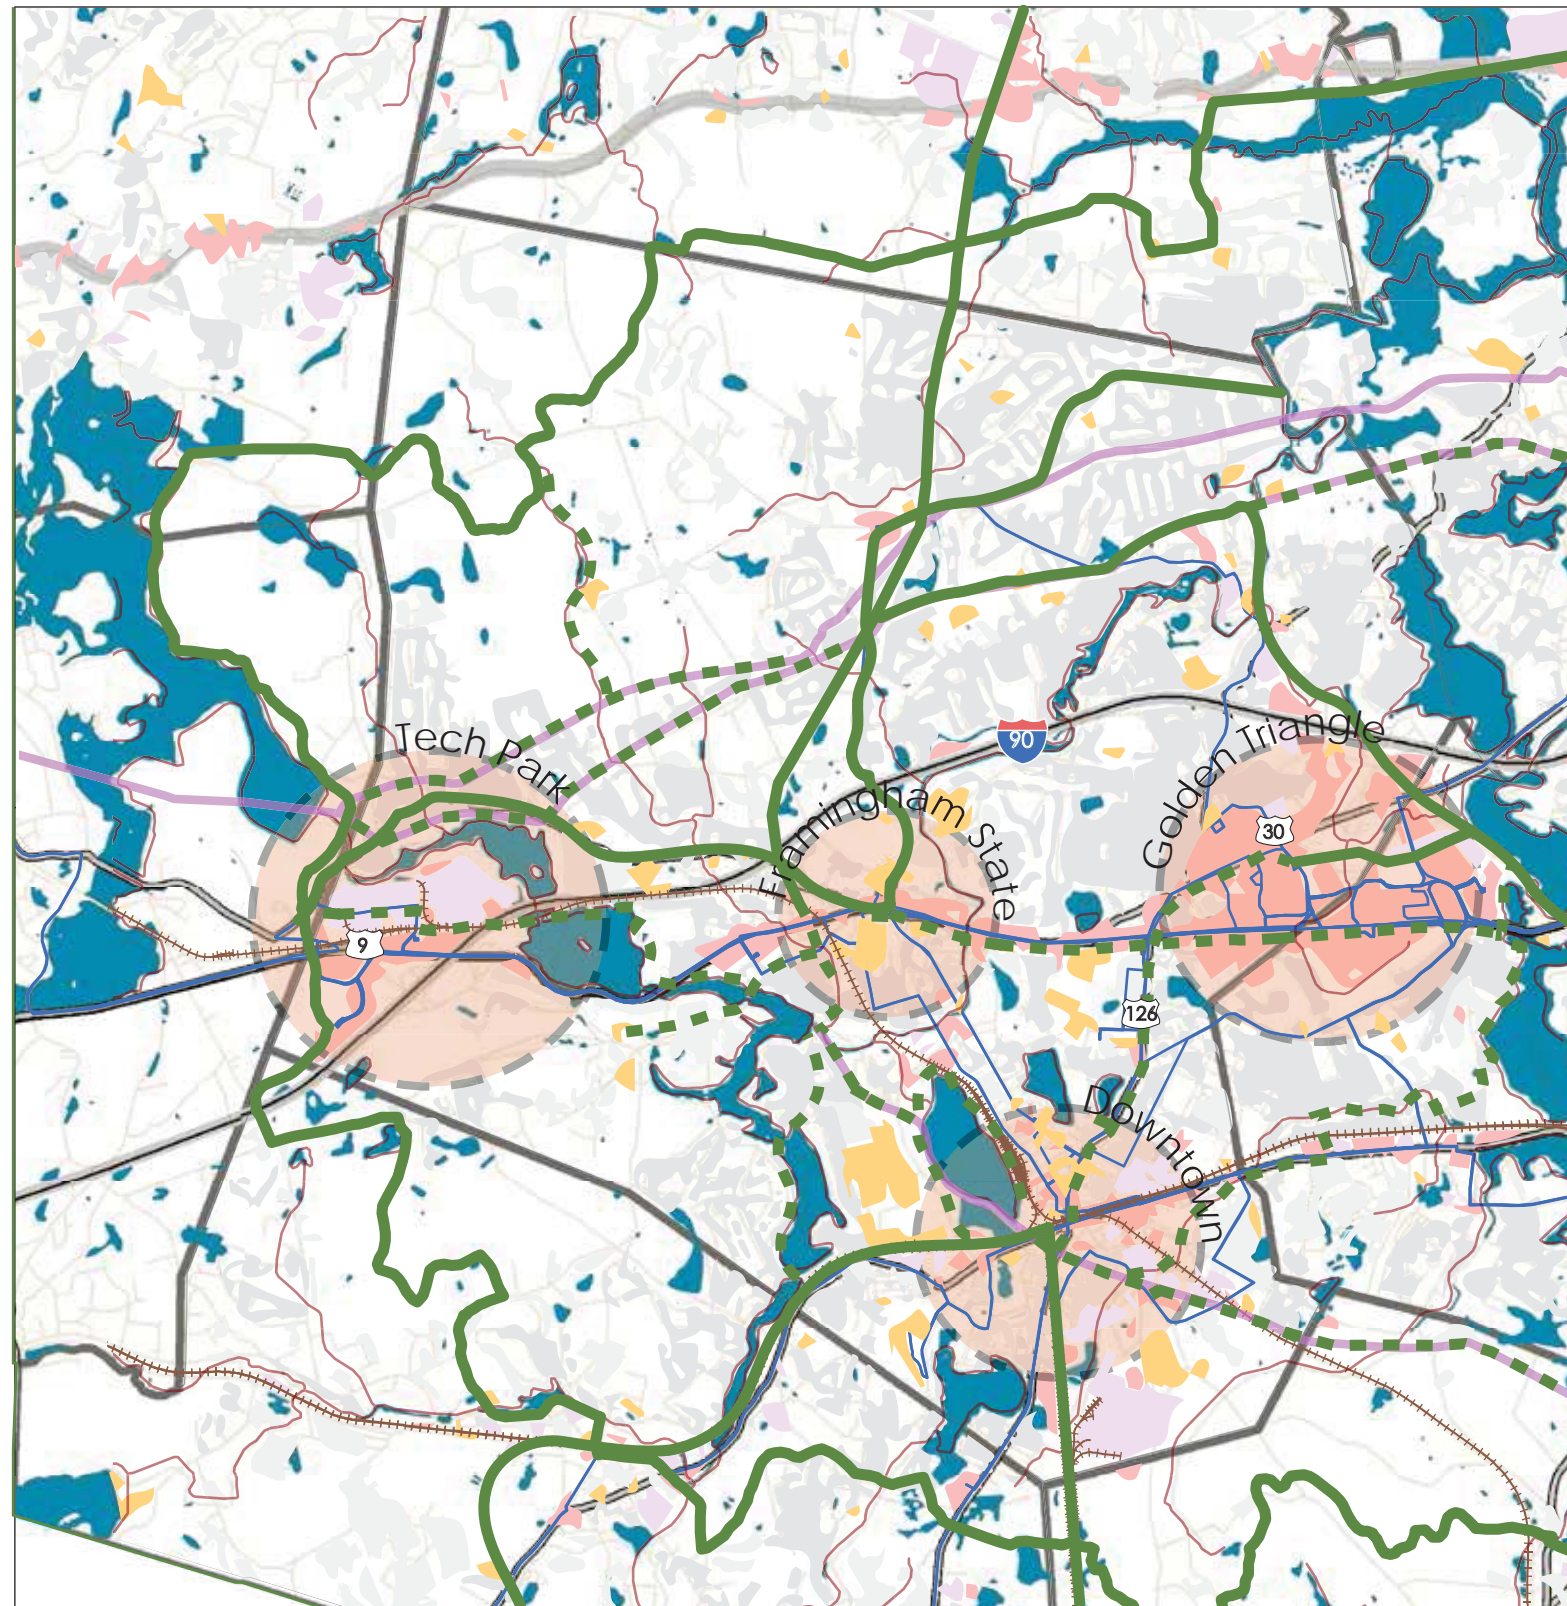 Tech Park
90
Framingham State
Golden Triangle
30
9
126
Downtown